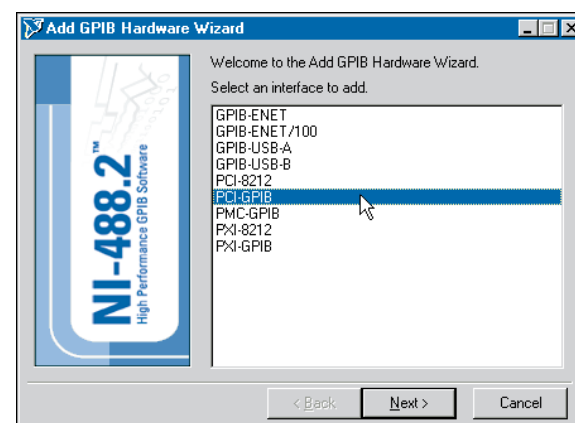 Add GPIB Hardware Wizard
NI-488.2™
High Performance GPIB Software
Welcome to the Add GPIB Hardware Wizard.
Select an interface to add.
GPIB-ENET
GPIB-ENET/100
GPIB-USB-A
GPIB-USB-B
PCI-8212
PCI-GPIB
PMC-GPIB
PXI-8212
PXI-GPIB
< Back
Next >
Cancel